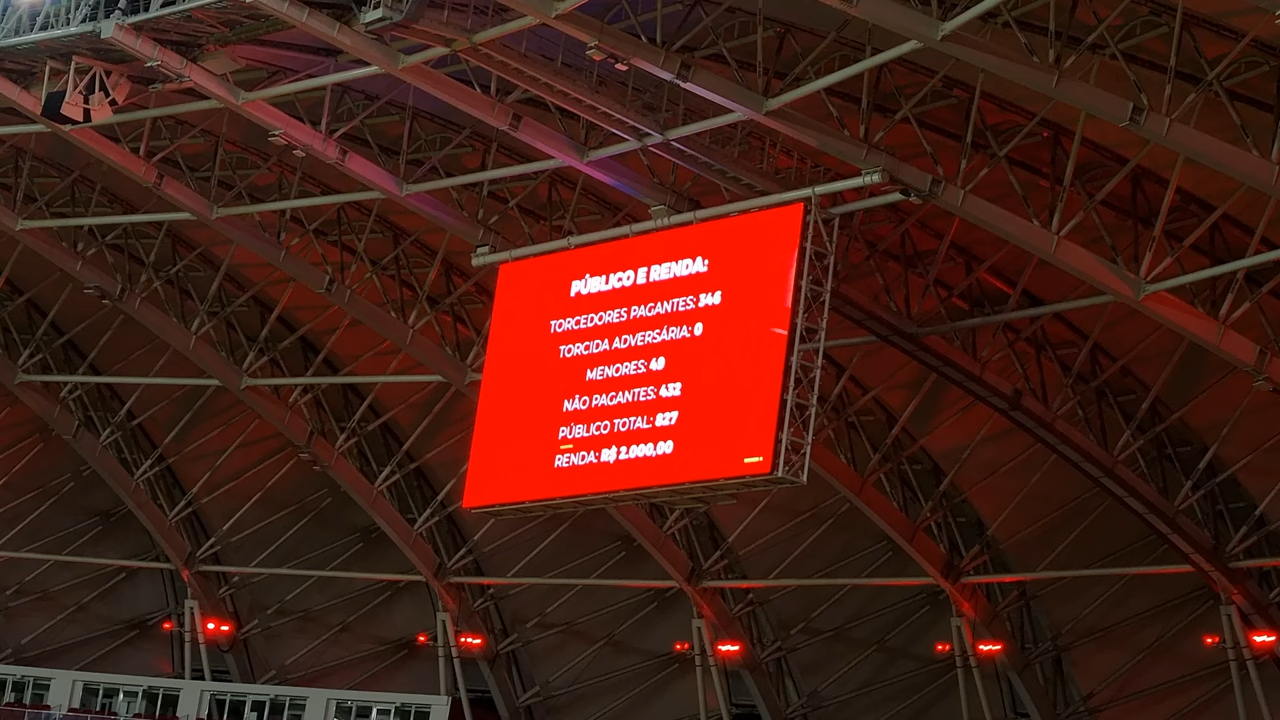 PÚBLICO E RENDA:
TORCEDORES PAGANTES: 346
TORCIDA ADVERSÁRIA: 0
MENORES: 49
NÃO PAGANTES: 432
PÚBLICO TOTAL: 827
RENDA: R$ 2.000,00